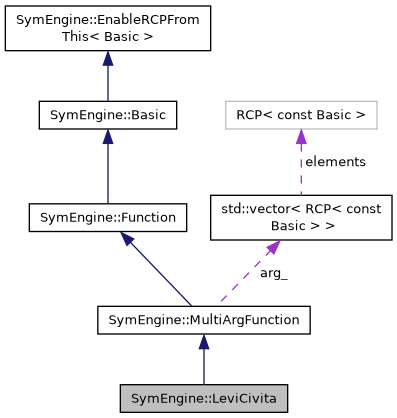 SymEngine::EnableRCPFrom
This< Basic >
SymEngine::Basic
RCP< const Basic >
elements
SymEngine::Function
std::vector< RCP< const
Basic > >
arg_
SymEngine::MultiArgFunction
SymEngine::LeviCivita